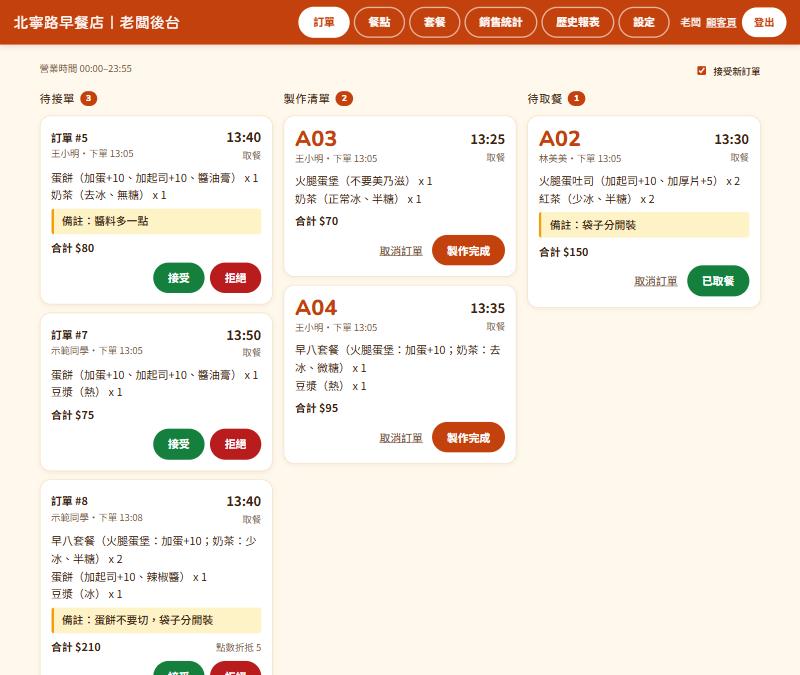 北寧路早餐店｜老闆後台
訂單 餐點 套餐 銷售統計 歷史報表 設定 老闆 顧客頁 登出
營業時間 00:00–23:55
接受新訂單
待接單 3
訂單 #5 13:40
王小明・下單 13:05 取餐
蛋餅（加蛋+10、加起司+10、醬油膏） x 1
奶茶（去冰、無糖） x 1
備註：醬料多一點
合計 $80
接受 拒絕
訂單 #7 13:50
示範同學・下單 13:05 取餐
蛋餅（加蛋+10、加起司+10、醬油膏） x 1
豆漿（熱） x 1
合計 $75
接受 拒絕
訂單 #8 13:40
示範同學・下單 13:08 取餐
早八套餐（火腿蛋堡：加蛋+10；奶茶：少
冰、半糖） x 2
蛋餅（加起司+10、辣椒醬） x 1
豆漿（冰） x 1
備註：蛋餅不要切，袋子分開裝
合計 $210 點數折抵 5
接受 拒絕
製作清單 2
A03 13:25
王小明・下單 13:05 取餐
火腿蛋堡（不要美乃滋） x 1
奶茶（正常冰、半糖） x 1
合計 $70
取消訂單 製作完成
A04 13:35
王小明・下單 13:05 取餐
早八套餐（火腿蛋堡：加蛋+10；奶茶：去
冰、微糖） x 1
豆漿（熱） x 1
合計 $95
取消訂單 製作完成
待取餐 1
A02 13:30
林美美・下單 13:05 取餐
火腿蛋吐司（加起司+10、加厚片+5） x 2
紅茶（少冰、半糖） x 2
備註：袋子分開裝
合計 $150
取消訂單 已取餐